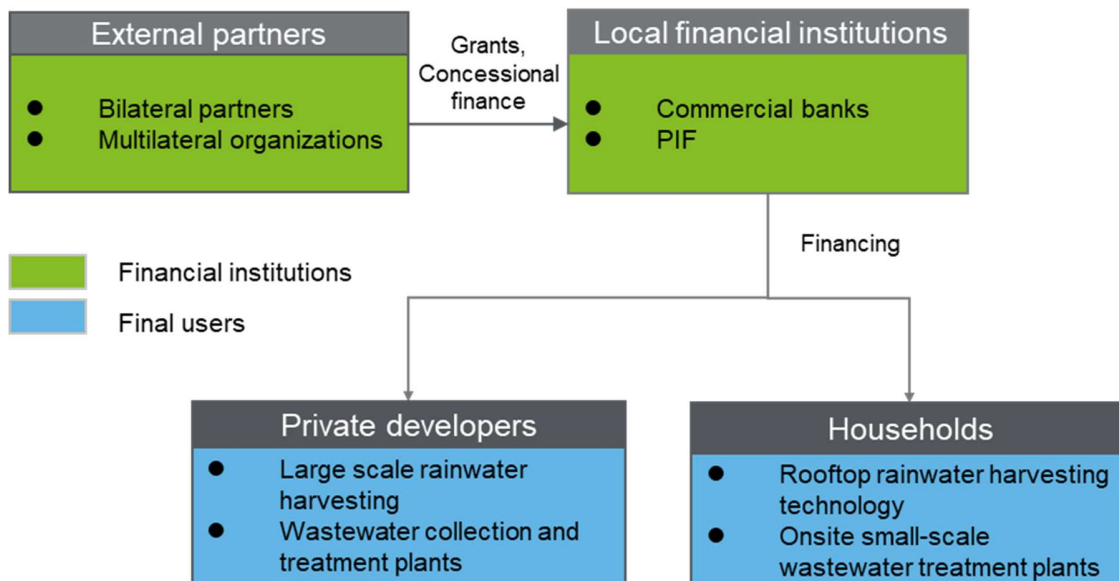 External partners
● Bilateral partners
● Multilateral organizations
Grants,
Concessional
finance
Local financial institutions
● Commercial banks
● PIF
Financing
Financial institutions
Final users
Private developers
● Large scale rainwater
harvesting
● Wastewater collection and
treatment plants
Households
● Rooftop rainwater harvesting
technology
● Onsite small-scale
wastewater treatment plants